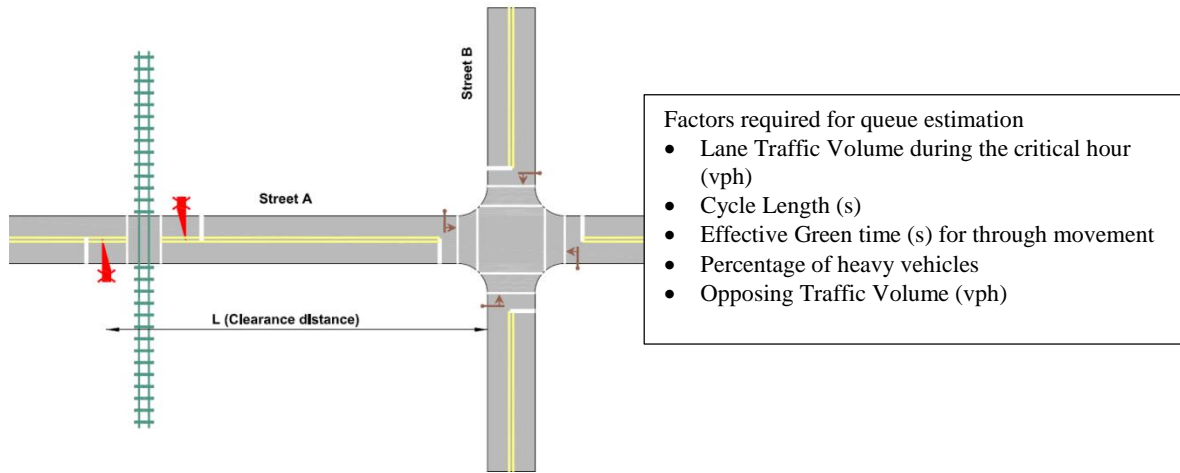 Street B
Street A
L (Clearance distance)
Factors required for queue estimation
• Lane Traffic Volume during the critical hour
(vph)
• Cycle Length (s)
• Effective Green time (s) for through movement
• Percentage of heavy vehicles
• Opposing Traffic Volume (vph)